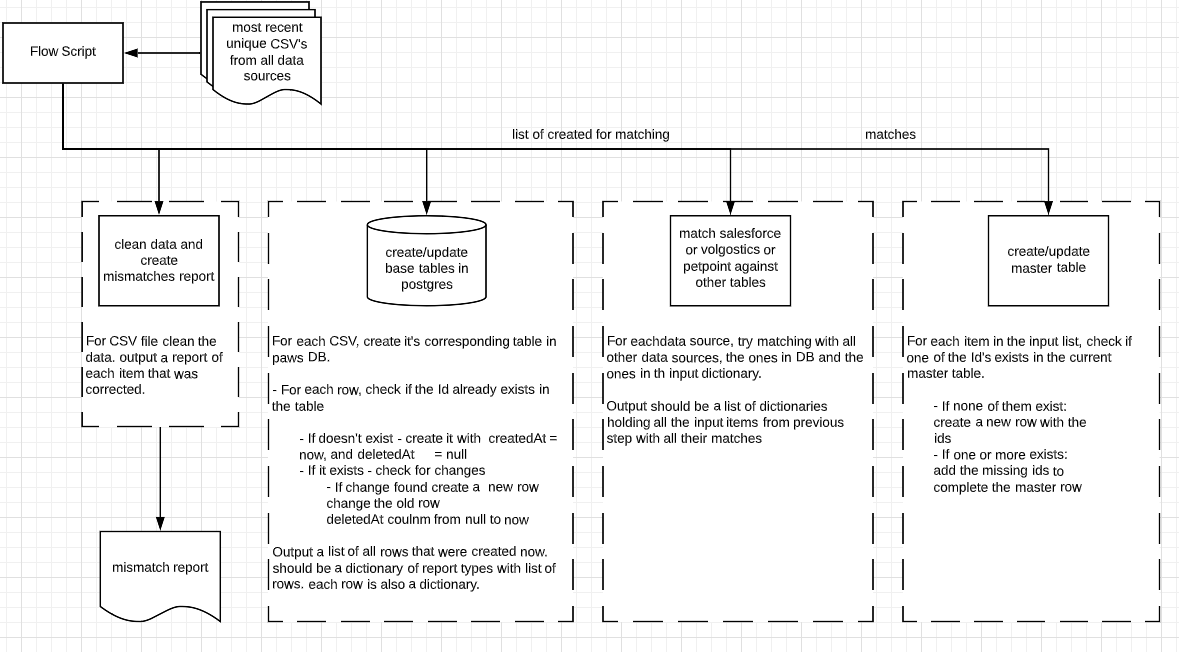 most recent
unique CSV's
from all data
sources
Flow Script
list of created for matching
matches
clean data and
create
mismatches report
For CSV file clean the
data. output a report of
each item that was
corrected.
mismatch report
create/update
base tables in
postgres
For each CSV, create it's corresponding table in
paws DB.
- For each row, check if the Id already exists in
the table
- If doesn't exist - create it with createdAt =
now, and deletedAt = null
- If it exists - check for changes
- If change found create a new row
change the old row
deletedAt coulnm from null to now
Output a list of all rows that were created now.
should be a dictionary of report types with list of
rows. each row is also a dictionary.
match salesforce
or volgostics or
petpoint against
other tables
For eachdata source, try matching with all
other data sources, the ones in DB and the
ones in th input dictionary.
Output should be a list of dictionaries
holding all the input items from previous
step with all their matches
create/update
master table
For each item in the input list, check if
one of the Id's exists in the current
master table.
- If none of them exist:
create a new row with the
ids
- If one or more exists:
add the missing ids to
complete the master row